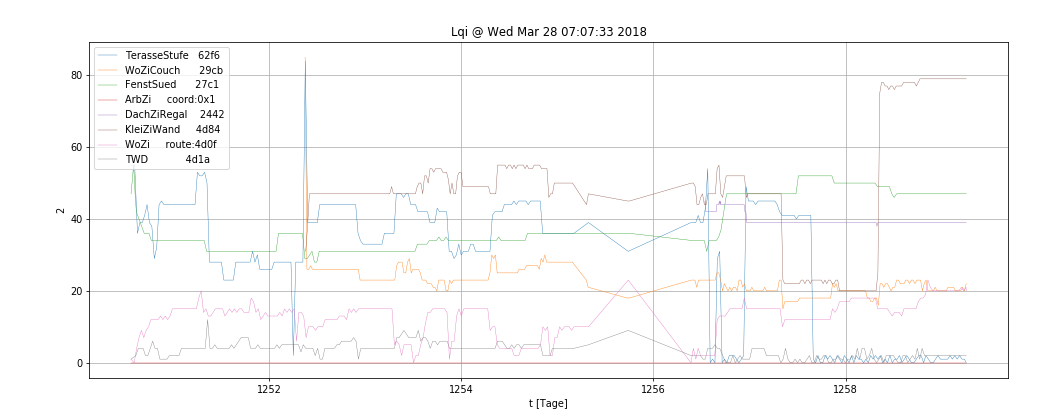 Lqi @ Wed Mar 28 07:07:33 2018
TerasseStufe 62f6
WoZiCouch 29cb
FenstSued 27c1
ArbZi coord:0x1
DachZiRegal 2442
KleiZiWand 4d84
WoZi route:4d0f
TWD 4d1a
80
60
40
20
0
2
1252 1254 1256 1258
t [Tage]